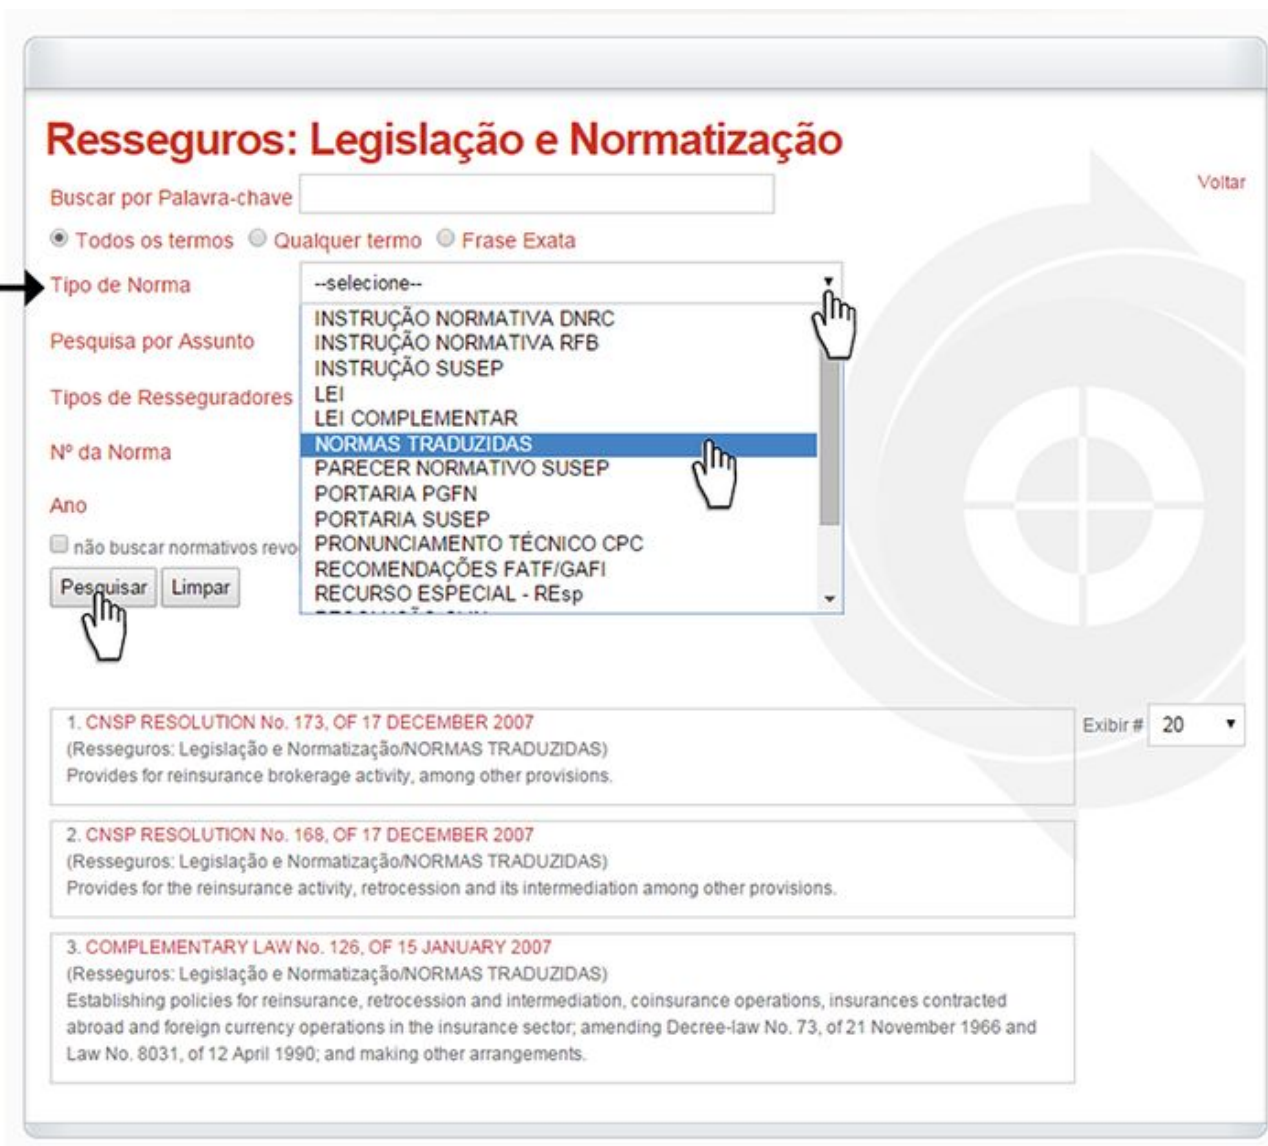 Resseguros: Legislação e Normatização
Voltar
Buscar por Palavra-chave
Todos os termos Qualquer termo Frase Exata
Tipo de Norma
--selecione--
INSTRUÇÃO NORMATIVA DNRC
INSTRUÇÃO NORMATIVA RFB
INSTRUÇÃO SUSEP
LEI
LEI COMPLEMENTAR
NORMAS TRADUZIDAS
PARECER NORMATIVO SUSEP
PORTARIA PGFN
PORTARIA SUSEP
PRONUNCIAMENTO TÉCNICO CPC
RECOMENDAÇÕES FATF/GAFI
RECURSO ESPECIAL - REsp
Pesquisa por Assunto
Tipos de Resseguradores
Nº da Norma
Ano
não buscar normativos revo
Pesquisar Limpar
Exibir # 20
1. CNSP RESOLUTION No. 173, OF 17 DECEMBER 2007
(Resseguros: Legislação e Normatização/NORMAS TRADUZIDAS)
Provides for reinsurance brokerage activity, among other provisions.
2. CNSP RESOLUTION No. 168, OF 17 DECEMBER 2007
(Resseguros: Legislação e Normatização/NORMAS TRADUZIDAS)
Provides for the reinsurance activity, retrocession and its intermediation among other provisions.
3. COMPLEMENTARY LAW No. 126, OF 15 JANUARY 2007
(Resseguros: Legislação e Normatização/NORMAS TRADUZIDAS)
Establishing policies for reinsurance, retrocession and intermediation, coinsurance operations, insurances contracted
abroad and foreign currency operations in the insurance sector; amending Decree-law No. 73, of 21 November 1966 and
Law No. 8031, of 12 April 1990; and making other arrangements.